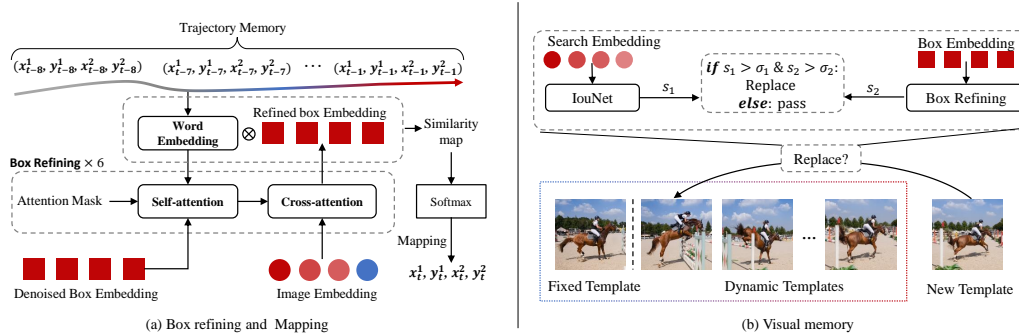 Trajectory Memory
(x¹ₜ₋₈, y¹ₜ₋₈, x²ₜ₋₈, y²ₜ₋₈) (x¹ₜ₋₇, y¹ₜ₋₇, x²ₜ₋₇, y²ₜ₋₇) ··· (x¹ₜ₋₁, y¹ₜ₋₁, x²ₜ₋₁, y²ₜ₋₁)
Refined box Embedding
Word
Embedding
⊗
Similarity
map
Box Refining × 6
Attention Mask
Self-attention
Cross-attention
Softmax
Mapping
x¹ₜ, y¹ₜ, x²ₜ, y²ₜ
Denoised Box Embedding
Image Embedding
(a) Box refining and Mapping
Search Embedding
Box Embedding
if s₁ > σ₁ & s₂ > σ₂:
Replace
else: pass
IouNet
s₁
s₂
Box Refining
Replace?
...
Fixed Template
Dynamic Templates
New Template
(b) Visual memory